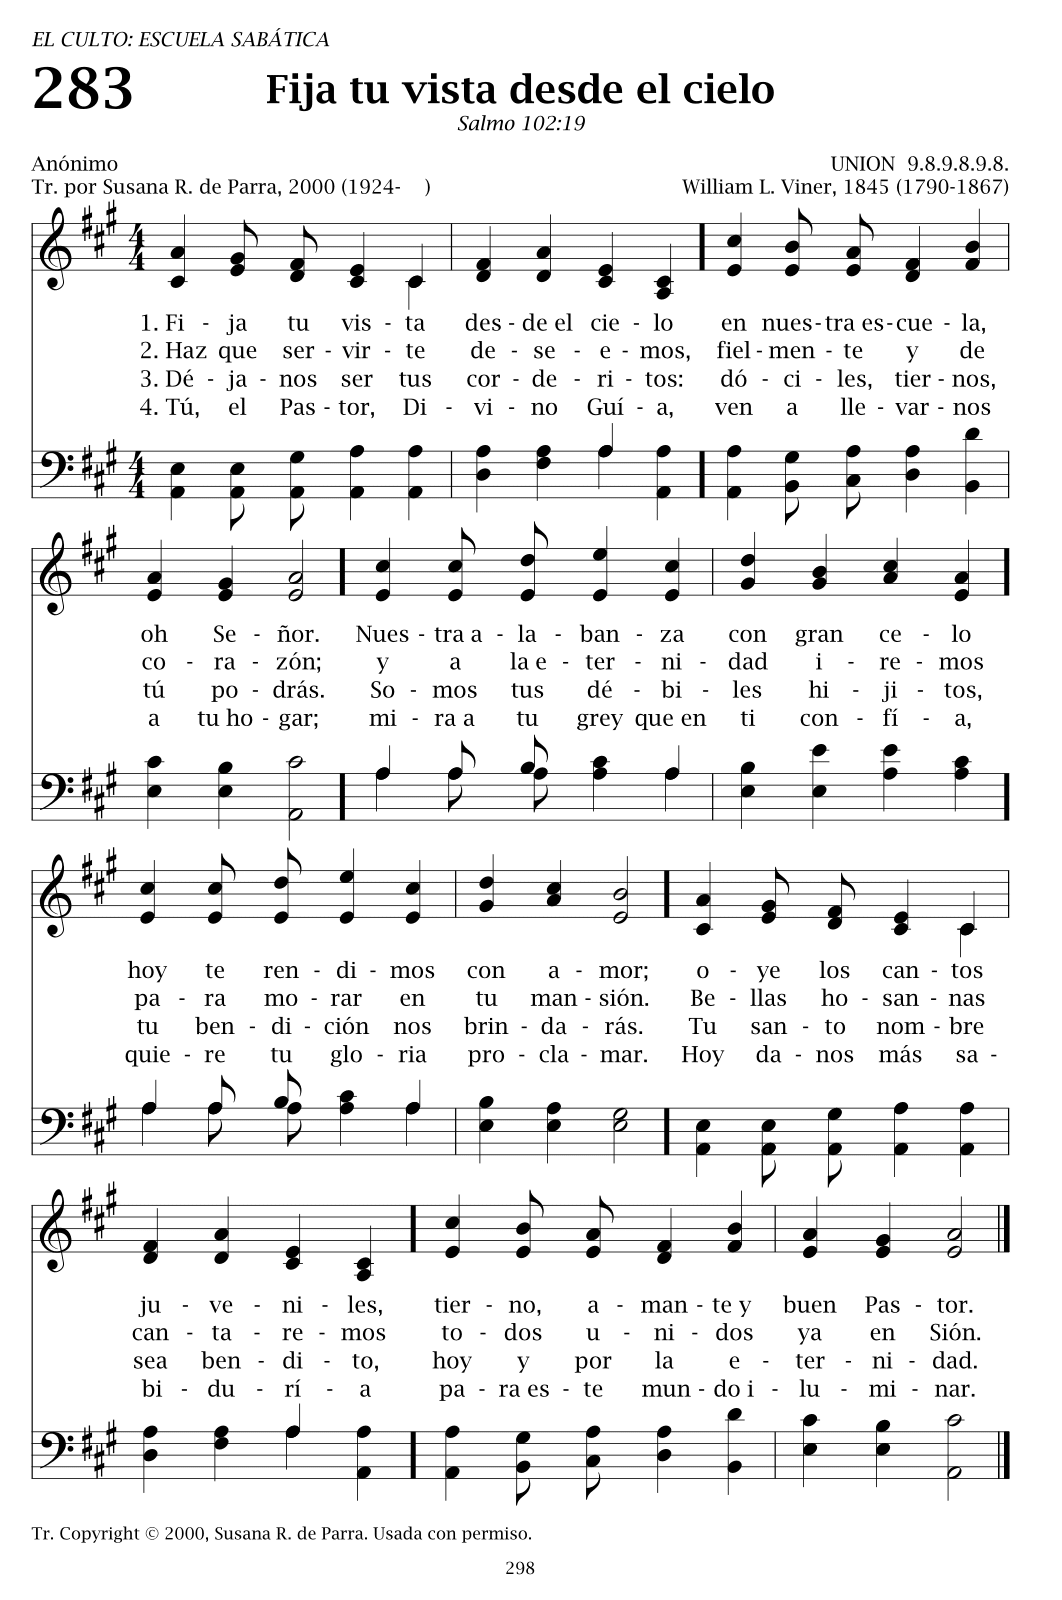 EL CULTO: ESCUELA SABÁTICA
283 Fija tu vista desde el cielo
Salmo 102:19
Anónimo UNION 9.8.9.8.9.8.
Tr. por Susana R. de Parra, 2000 (1924-    ) William L. Viner, 1845 (1790-1867)
1. Fi - ja tu vis - ta des - de el cie - lo en nues - tra es - cue - la,
2. Haz que ser - vir - te de - se - e - mos, fiel - men - te y de
3. Dé - ja - nos ser tus cor - de - ri - tos: dó - ci - les, tier - nos,
4. Tú, el Pas - tor, Di - vi - no Guí - a, ven a lle - var - nos
oh Se - ñor. Nues - tra a - la - ban - za con gran ce - lo
co - ra - zón; y a la e - ter - ni - dad i - re - mos
tú po - drás. So - mos tus dé - bi - les hi - ji - tos,
a tu ho - gar; mi - ra a tu grey que en ti con - fí - a,
hoy te ren - di - mos con a - mor; o - ye los can - tos
pa - ra mo - rar en tu man - sión. Be - llas ho - san - nas
tu ben - di - ción nos brin - da - rás. Tu san - to nom - bre
quie - re tu glo - ria pro - cla - mar. Hoy da - nos más sa -
ju - ve - ni - les, tier - no, a - man - te y buen Pas - tor.
can - ta - re - mos to - dos u - ni - dos ya en Sión.
sea ben - di - to, hoy y por la e - ter - ni - dad.
bi - du - rí - a pa - ra es - te mun - do i - lu - mi - nar.
Tr. Copyright © 2000, Susana R. de Parra. Usada con permiso.
298